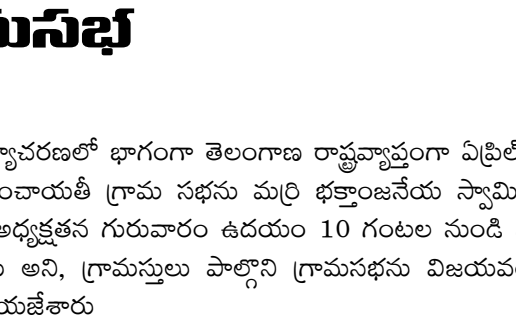 మసభ
్యాచరణలో భాగంగా తెలంగాణ రాష్ట్రవ్యాప్తంగా ఏప్రిల్
ంచాయతీ గ్రామ సభను మర్రి భక్తాంజనేయ స్వామి
అధ్యక్షతన గురువారం ఉదయం 10 గంటల నుండి
ు అని, గ్రామస్తులు పాల్గొని గ్రామసభను విజయవం
యజేశారు